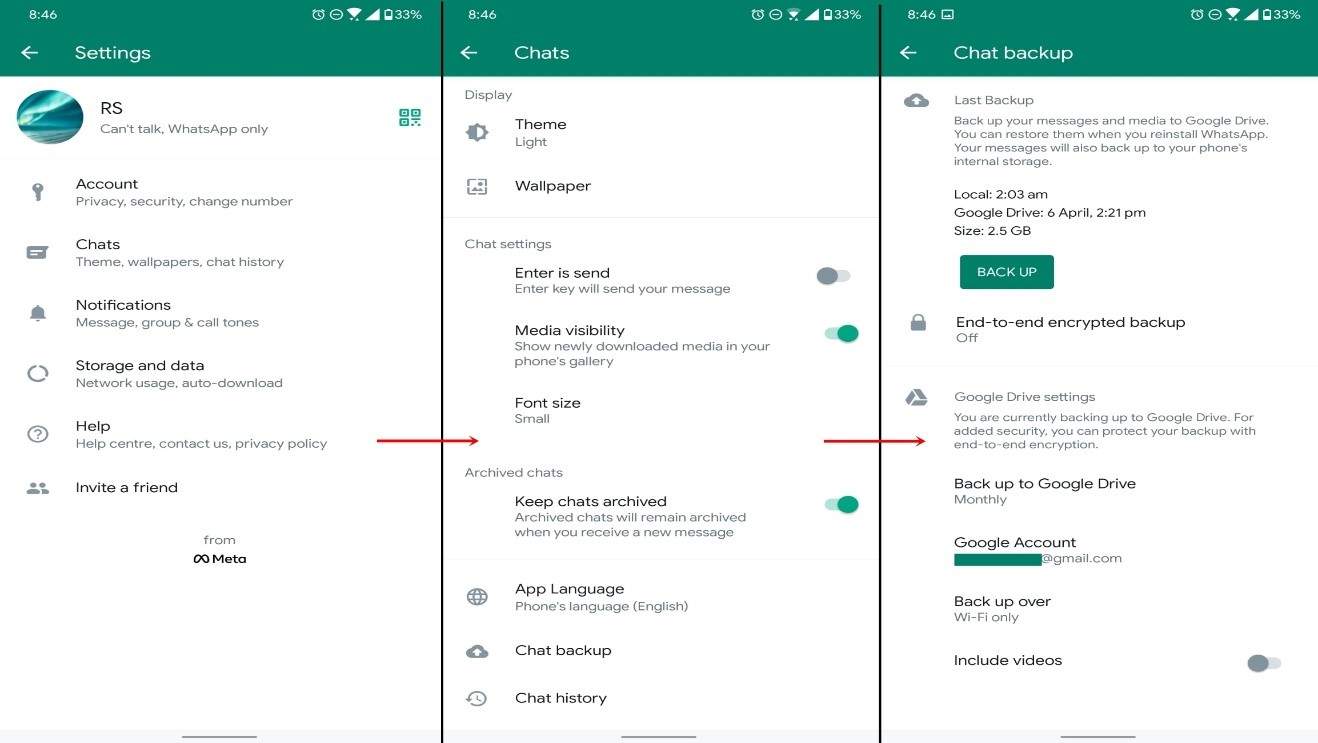 8:46
33%
Settings
RS
Can't talk, WhatsApp only
Account
Privacy, security, change number
Chats
Theme, wallpapers, chat history
Notifications
Message, group & call tones
Storage and data
Network usage, auto-download
Help
Help centre, contact us, privacy policy
Invite a friend
from
Meta
8:46
33%
Chats
Display
Theme
Light
Wallpaper
Chat settings
Enter is send
Enter key will send your message
Media visibility
Show newly downloaded media in your
phone's gallery
Font size
Small
Archived chats
Keep chats archived
Archived chats will remain archived
when you receive a new message
App Language
Phone's language (English)
Chat backup
Chat history
8:46
33%
Chat backup
Last Backup
Back up your messages and media to Google Drive.
You can restore them when you reinstall WhatsApp.
Your messages will also back up to your phone's
internal storage.
Local: 2:03 am
Google Drive: 6 April, 2:21 pm
Size: 2.5 GB
BACK UP
End-to-end encrypted backup
Off
Google Drive settings
You are currently backing up to Google Drive. For
added security, you can protect your backup with
end-to-end encryption.
Back up to Google Drive
Monthly
Google Account
@gmail.com
Back up over
Wi-Fi only
Include videos